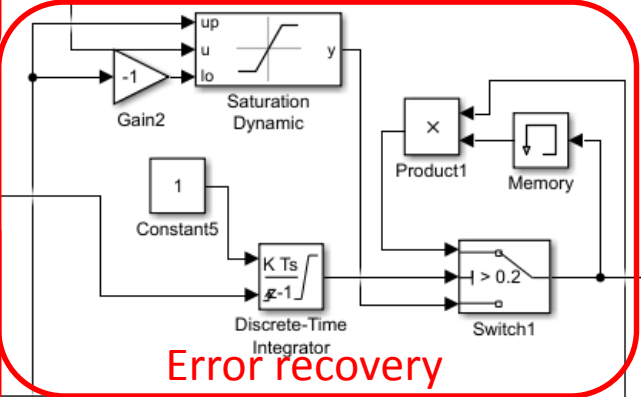 up
u
lo
y
-1
Gain2
Saturation
Dynamic
×
Product1
Memory
1
Constant5
K Ts
z-1
> 0.2
Discrete-Time
Integrator
Switch1
Error recovery